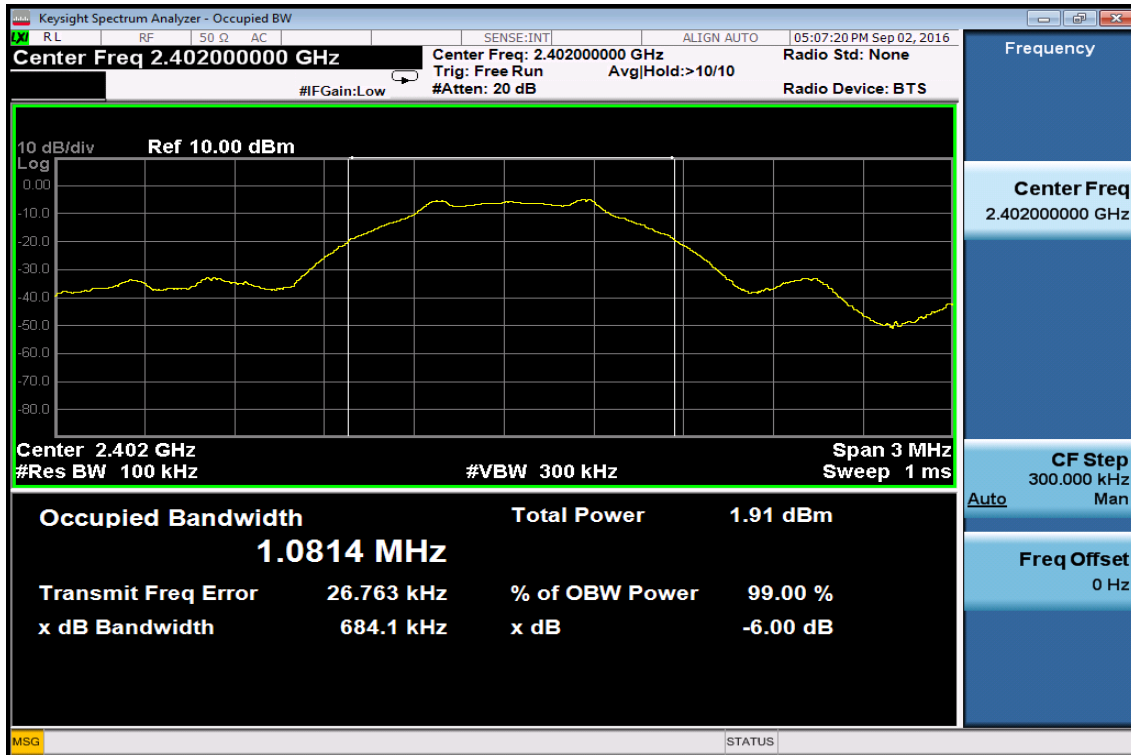 Keysight Spectrum Analyzer - Occupied BW
LXI RL RF 50 Ω AC SENSE:INT ALIGN AUTO 05:07:20 PM Sep 02, 2016
Center Freq 2.402000000 GHz
Center Freq: 2.402000000 GHz Radio Std: None
Trig: Free Run Avg|Hold:>10/10
#IFGain:Low #Atten: 20 dB Radio Device: BTS
10 dB/div Ref 10.00 dBm
Log
0.00
-10.0
-20.0
-30.0
-40.0
-50.0
-60.0
-70.0
-80.0
Center 2.402 GHz Span 3 MHz
#Res BW 100 kHz #VBW 300 kHz Sweep 1 ms
Occupied Bandwidth Total Power 1.91 dBm
1.0814 MHz
Transmit Freq Error 26.763 kHz % of OBW Power 99.00 %
x dB Bandwidth 684.1 kHz x dB -6.00 dB
MSG STATUS
Frequency
Center Freq
2.402000000 GHz
CF Step
300.000 kHz
Auto Man
Freq Offset
0 Hz